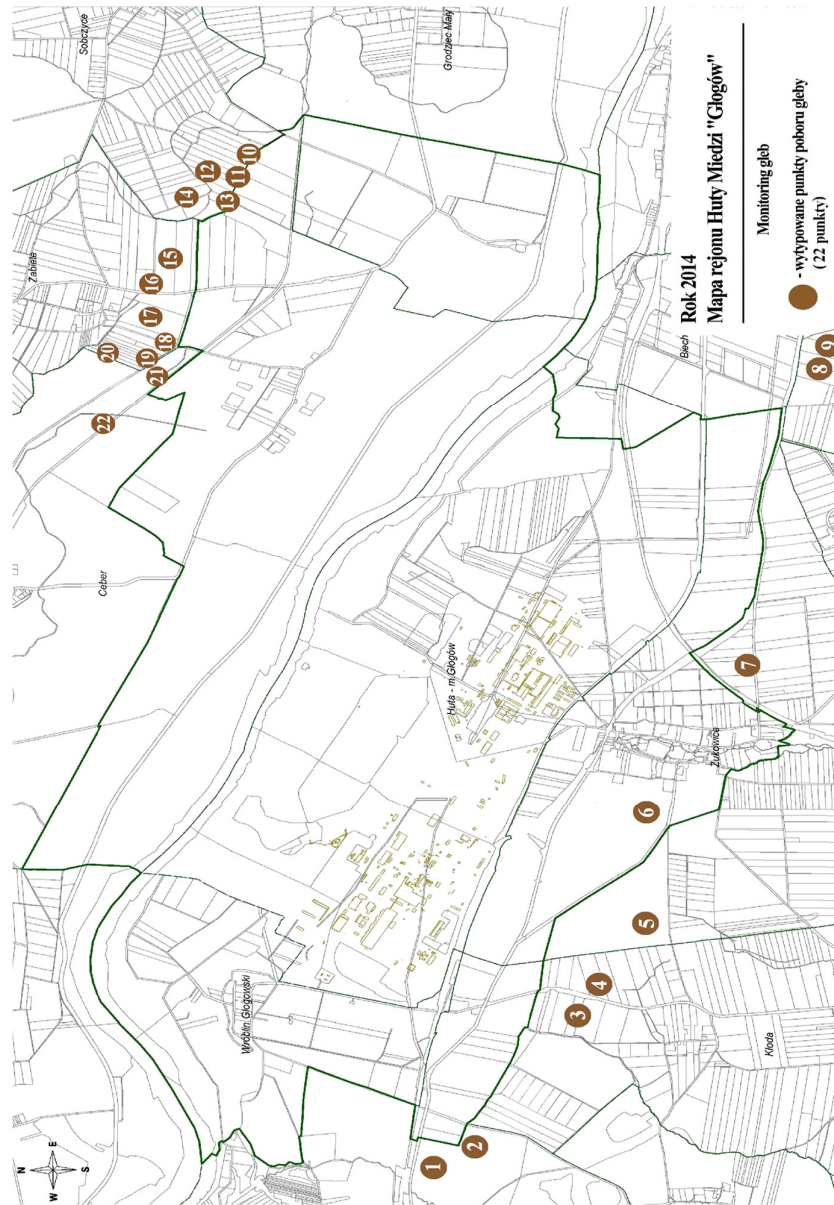 N
W
E
S
Sobczyce
Grodziec Mały
Żabiele
Ceber
Wróblin Głogowski
Huta - m.Głogów
Żukowice
Kłoda
Biech
1
2
3
4
5
6
7
8
9
10
11
12
13
14
15
16
17
18
19
20
21
22
Rok 2014
Mapa rejonu Huty Miedzi "Głogów"
Monitoring gleb
- wytypowane punkty poboru gleby
( 22 punkty)